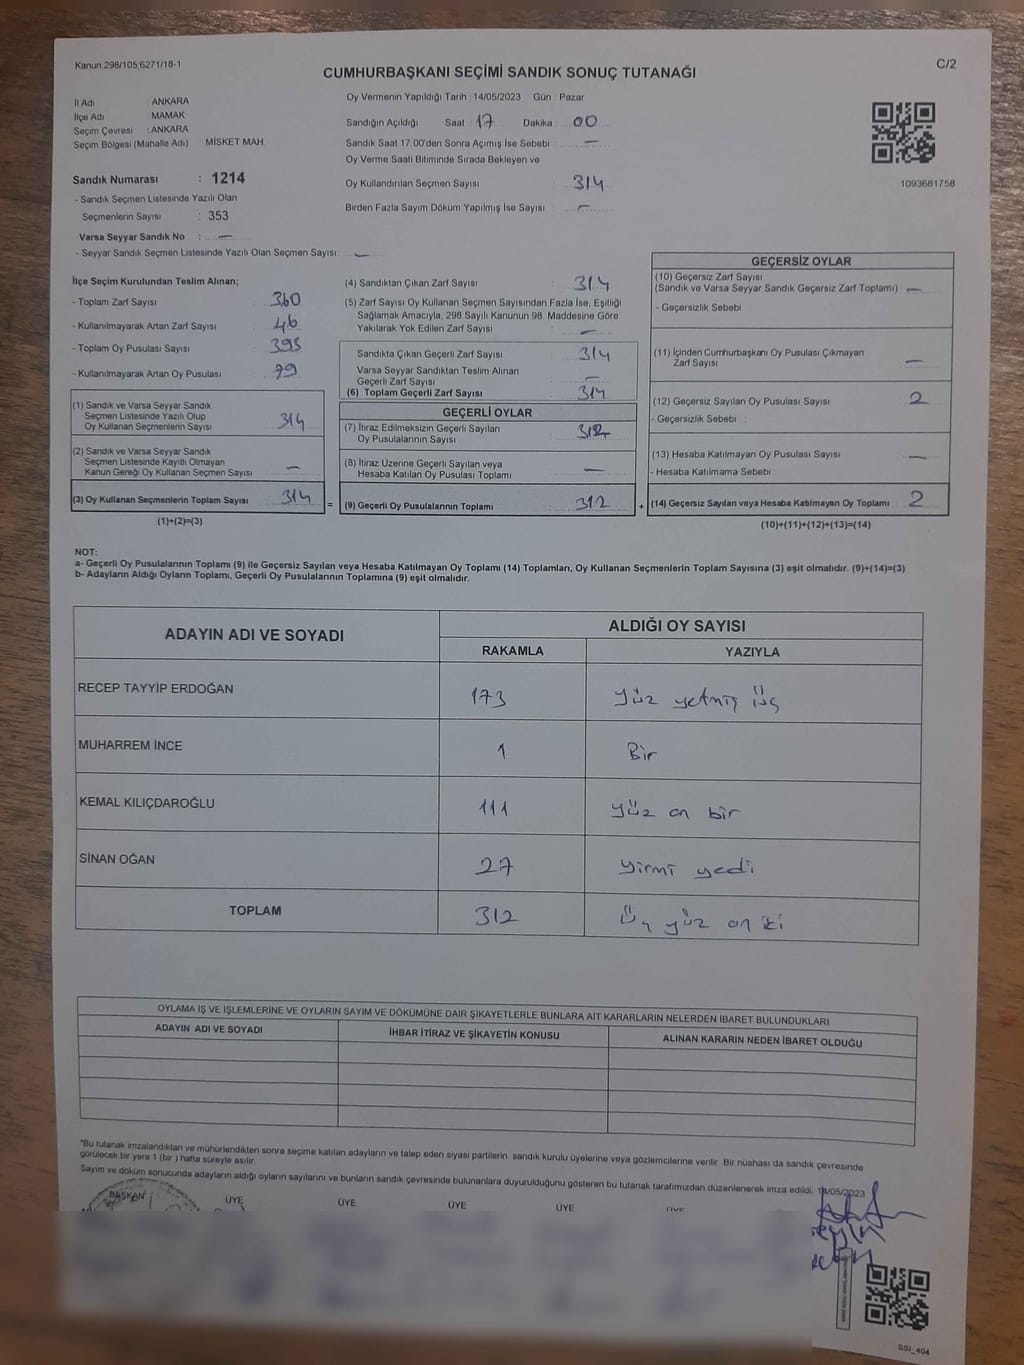 Kanun;298/105,6271/18-1
C/2
CUMHURBAŞKANI SEÇİMİ SANDIK SONUÇ TUTANAĞI
İl Adı ANKARA
İlçe Adı MAMAK
Seçim Çevresi : ANKARA
Seçim Bölgesi (Mahalle Adı) : MİSKET MAH.
Oy Vermenin Yapıldığı Tarih : 14/05/2023 Gün : Pazar
Sandığın Açıldığı Saat : 17 Dakika : 00
Sandık Saat 17.00'den Sonra Açımış İse Sebebi : —
Oy Verme Saati Bitiminde Sırada Bekleyen ve
Oy Kullandırılan Seçmen Sayısı : 314
Birden Fazla Sayım Döküm Yapılmış İse Sayısı : —
1093681758
Sandık Numarası : 1214
- Sandık Seçmen Listesinde Yazılı Olan
Seçmenlerin Sayısı : 353
Varsa Seyyar Sandık No : —
- Seyyar Sandık Seçmen Listesinde Yazılı Olan Seçmen Sayısı: —
İlçe Seçim Kurulundan Teslim Alınan;
- Toplam Zarf Sayısı : 360
- Kullanılmayarak Artan Zarf Sayısı : 46
- Toplam Oy Pusulası Sayısı : 393
- Kullanılmayarak Artan Oy Pusulası : 79
(1) Sandık ve Varsa Seyyar Sandık
Seçmen Listesinde Yazılı Olup
Oy Kullanan Seçmenlerin Sayısı : 314
(2) Sandık ve Varsa Seyyar Sandık
Seçmen Listesinde Kayıtlı Olmayan
Kanun Gereği Oy Kullanan Seçmen Sayısı : —
(3) Oy Kullanan Seçmenlerin Toplam Sayısı : 314
(1)+(2)=(3)
(4) Sandıktan Çıkan Zarf Sayısı : 314
(5) Zarf Sayısı Oy Kullanan Seçmen Sayısından Fazla İse, Eşitliği
Sağlamak Amacıyla, 298 Sayılı Kanunun 98. Maddesine Göre
Yakılarak Yok Edilen Zarf Sayısı : —
Sandıkta Çıkan Geçerli Zarf Sayısı : 314
Varsa Seyyar Sandıktan Teslim Alınan
Geçerli Zarf Sayısı : —
(6) Toplam Geçerli Zarf Sayısı : 314
GEÇERLİ OYLAR
(7) İtiraz Edilmeksizin Geçerli Sayılan
Oy Pusulalarının Sayısı : 312
(8) İtiraz Üzerine Geçerli Sayılan veya
Hesaba Katılan Oy Pusulası Toplamı : —
= (9) Geçerli Oy Pusulalarının Toplamı : 312 +
GEÇERSİZ OYLAR
(10) Geçersiz Zarf Sayısı
(Sandık ve Varsa Seyyar Sandık Geçersiz Zarf Toplamı) : —
- Geçersizlik Sebebi :
(11) İçinden Cumhurbaşkanı Oy Pusulası Çıkmayan
Zarf Sayısı : —
(12) Geçersiz Sayılan Oy Pusulası Sayısı : 2
- Geçersizlik Sebebi :
(13) Hesaba Katılmayan Oy Pusulası Sayısı : —
- Hesaba Katılmama Sebebi :
(14) Geçersiz Sayılan veya Hesaba Katılmayan Oy Toplamı : 2
(10)+(11)+(12)+(13)=(14)
NOT:
a- Geçerli Oy Pusulalarının Toplamı (9) ile Geçersiz Sayılan veya Hesaba Katılmayan Oy Toplamı (14) Toplamları, Oy Kullanan Seçmenlerin Toplam Sayısına (3) eşit olmalıdır. (9)+(14)=(3)
b- Adayların Aldığı Oyların Toplamı, Geçerli Oy Pusulalarının Toplamına (9) eşit olmalıdır.
ADAYIN ADI VE SOYADI ALDIĞI OY SAYISI
RAKAMLA YAZIYLA
RECEP TAYYİP ERDOĞAN 173 yüz yetmiş üç
MUHARREM İNCE 1 Bir
KEMAL KILIÇDAROĞLU 111 yüz on bir
SİNAN OĞAN 27 yirmi yedi
TOPLAM 312 Üç yüz on iki
OYLAMA İŞ VE İŞLEMLERİNE VE OYLARIN SAYIM VE DÖKÜMÜNE DAİR ŞİKAYETLERLE BUNLARA AİT KARARLARIN NELERDEN İBARET BULUNDUKLARI
ADAYIN ADI VE SOYADI İHBAR İTİRAZ VE ŞİKAYETİN KONUSU ALINAN KARARIN NEDEN İBARET OLDUĞU
*Bu tutanak imzalandıktan ve mühürlendikten sonra seçime katılan adayların ve talep eden siyasi partilerin sandık kurulu üyelerine veya gözlemcilerine verilir. Bir nüshası da sandık çevresinde
görülecek bir yere 1 (bir ) hafta süreyle asılır.
Sayım ve döküm sonucunda adayların aldığı oyların sayılarını ve bunların sandık çevresinde bulunanlara duyurulduğunu gösteren bu tutanak tarafımızdan düzenlenerek imza edildi. 14/05/2023
BAŞKAN ÜYE ÜYE ÜYE ÜYE ÜYE
SSI_404